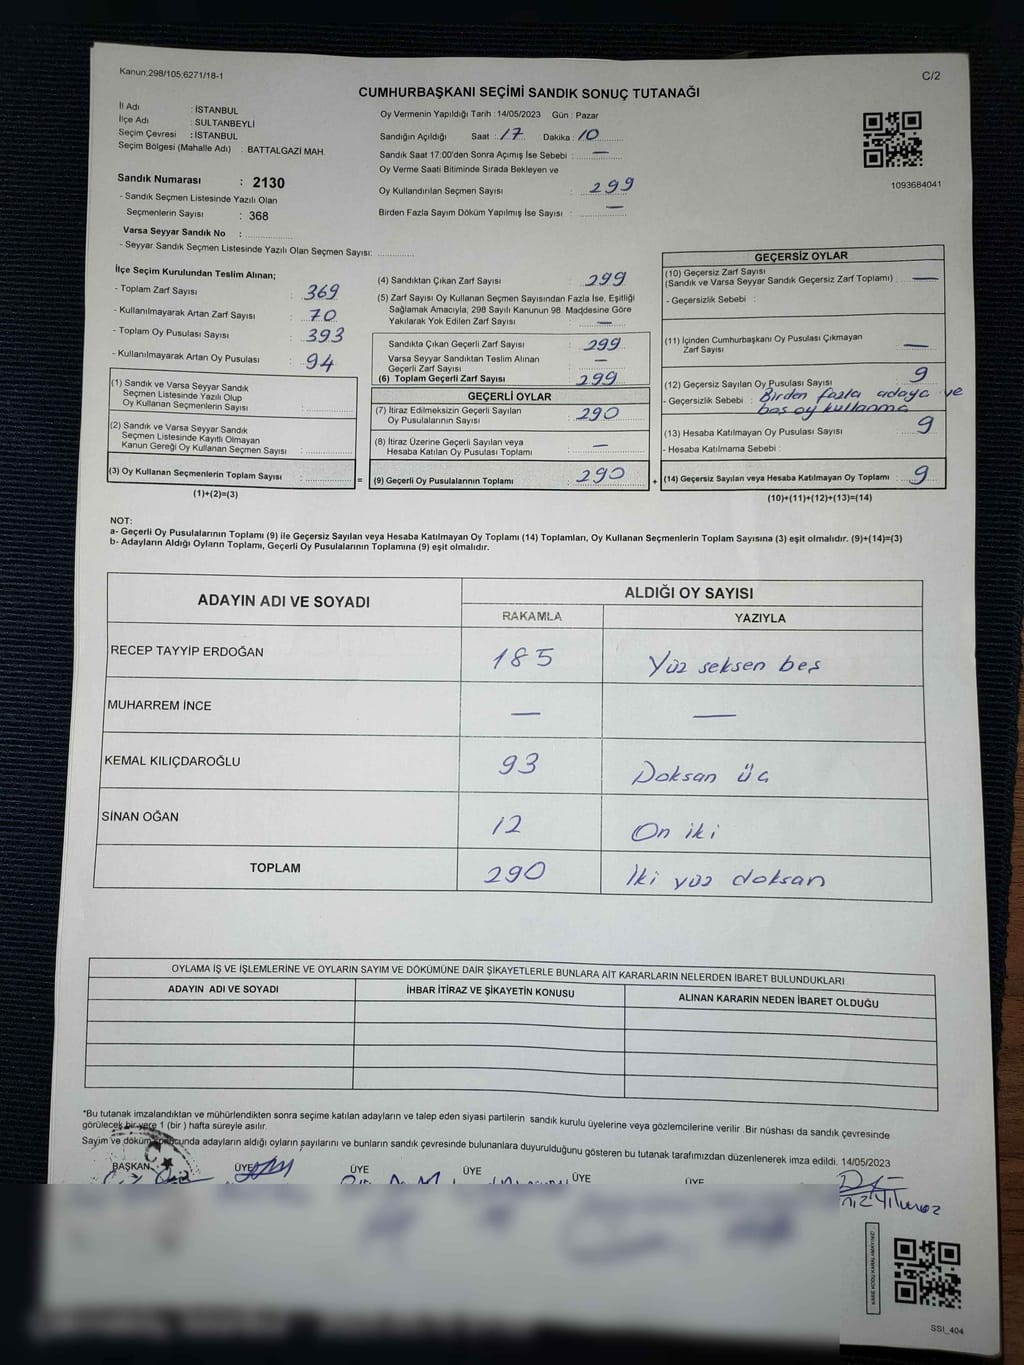 Kanun:298/105,6271/18-1
C/2
CUMHURBAŞKANI SEÇİMİ SANDIK SONUÇ TUTANAĞI
İl Adı : İSTANBUL
İlçe Adı : SULTANBEYLİ
Seçim Çevresi : İSTANBUL
Seçim Bölgesi (Mahalle Adı) : BATTALGAZİ MAH.
Sandık Numarası : 2130
- Sandık Seçmen Listesinde Yazılı Olan
Seçmenlerin Sayısı : 368
Varsa Seyyar Sandık No :
- Seyyar Sandık Seçmen Listesinde Yazılı Olan Seçmen Sayısı:
Oy Vermenin Yapıldığı Tarih :14/05/2023 Gün : Pazar
Sandığın Açıldığı Saat : 17 Dakika : 10
Sandık Saat 17:00'den Sonra Açımış İse Sebebi : —
Oy Verme Saati Bitiminde Sırada Bekleyen ve
Oy Kullandırılan Seçmen Sayısı : 299
Birden Fazla Sayım Döküm Yapılmış İse Sayısı : —
1093684041
İlçe Seçim Kurulundan Teslim Alınan;
- Toplam Zarf Sayısı : 369
- Kullanılmayarak Artan Zarf Sayısı : 70
- Toplam Oy Pusulası Sayısı : 393
- Kullanılmayarak Artan Oy Pusulası : 94
(1) Sandık ve Varsa Seyyar Sandık
Seçmen Listesinde Yazılı Olup
Oy Kullanan Seçmenlerin Sayısı :
(2) Sandık ve Varsa Seyyar Sandık
Seçmen Listesinde Kayıtlı Olmayan
Kanun Gereği Oy Kullanan Seçmen Sayısı :
(3) Oy Kullanan Seçmenlerin Toplam Sayısı : =
(1)+(2)=(3)
(4) Sandıktan Çıkan Zarf Sayısı : 299
(5) Zarf Sayısı Oy Kullanan Seçmen Sayısından Fazla İse, Eşitliği
Sağlamak Amacıyla, 298 Sayılı Kanunun 98. Maddesine Göre
Yakılarak Yok Edilen Zarf Sayısı : —
Sandıkta Çıkan Geçerli Zarf Sayısı : 299
Varsa Seyyar Sandıktan Teslim Alınan
Geçerli Zarf Sayısı : —
(6) Toplam Geçerli Zarf Sayısı : 299
GEÇERLİ OYLAR
(7) İtiraz Edilmeksizin Geçerli Sayılan
Oy Pusulalarının Sayısı : 290
(8) İtiraz Üzerine Geçerli Sayılan veya
Hesaba Katılan Oy Pusulası Toplamı : —
(9) Geçerli Oy Pusulalarının Toplamı : 290 +
GEÇERSİZ OYLAR
(10) Geçersiz Zarf Sayısı
(Sandık ve Varsa Seyyar Sandık Geçersiz Zarf Toplamı) : —
- Geçersizlik Sebebi :
(11) İçinden Cumhurbaşkanı Oy Pusulası Çıkmayan
Zarf Sayısı : —
(12) Geçersiz Sayılan Oy Pusulası Sayısı : 9
- Geçersizlik Sebebi : Birden fazla adaya ve
boş oy kullanma
(13) Hesaba Katılmayan Oy Pusulası Sayısı : 9
- Hesaba Katılmama Sebebi :
(14) Geçersiz Sayılan veya Hesaba Katılmayan Oy Toplamı : 9
(10)+(11)+(12)+(13)=(14)
NOT:
a- Geçerli Oy Pusulalarının Toplamı (9) ile Geçersiz Sayılan veya Hesaba Katılmayan Oy Toplamı (14) Toplamları, Oy Kullanan Seçmenlerin Toplam Sayısına (3) eşit olmalıdır. (9)+(14)=(3)
b- Adayların Aldığı Oyların Toplamı, Geçerli Oy Pusulalarının Toplamına (9) eşit olmalıdır.
ADAYIN ADI VE SOYADI ALDIĞI OY SAYISI
RAKAMLA YAZIYLA
RECEP TAYYİP ERDOĞAN 185 Yüz seksen beş
MUHARREM İNCE — —
KEMAL KILIÇDAROĞLU 93 Doksan üç
SİNAN OĞAN 12 On iki
TOPLAM 290 İki yüz doksan
OYLAMA İŞ VE İŞLEMLERİNE VE OYLARIN SAYIM VE DÖKÜMÜNE DAİR ŞİKAYETLERLE BUNLARA AİT KARARLARIN NELERDEN İBARET BULUNDUKLARI
ADAYIN ADI VE SOYADI İHBAR İTİRAZ VE ŞİKAYETİN KONUSU ALINAN KARARIN NEDEN İBARET OLDUĞU
*Bu tutanak imzalandıktan ve mühürlendikten sonra seçime katılan adayların ve talep eden siyasi partilerin sandık kurulu üyelerine veya gözlemcilerine verilir .Bir nüshası da sandık çevresinde
görülecek bir yere 1 (bir ) hafta süreyle asılır.
Sayim ve döküm sonucunda adayların aldığı oyların sayılarını ve bunların sandık çevresinde bulunanlara duyurulduğunu gösteren bu tutanak tarafımızdan düzenlenerek imza edildi. 14/05/2023
BAŞKAN ÜYE ÜYE ÜYE ÜYE ÜYE
SSI_404